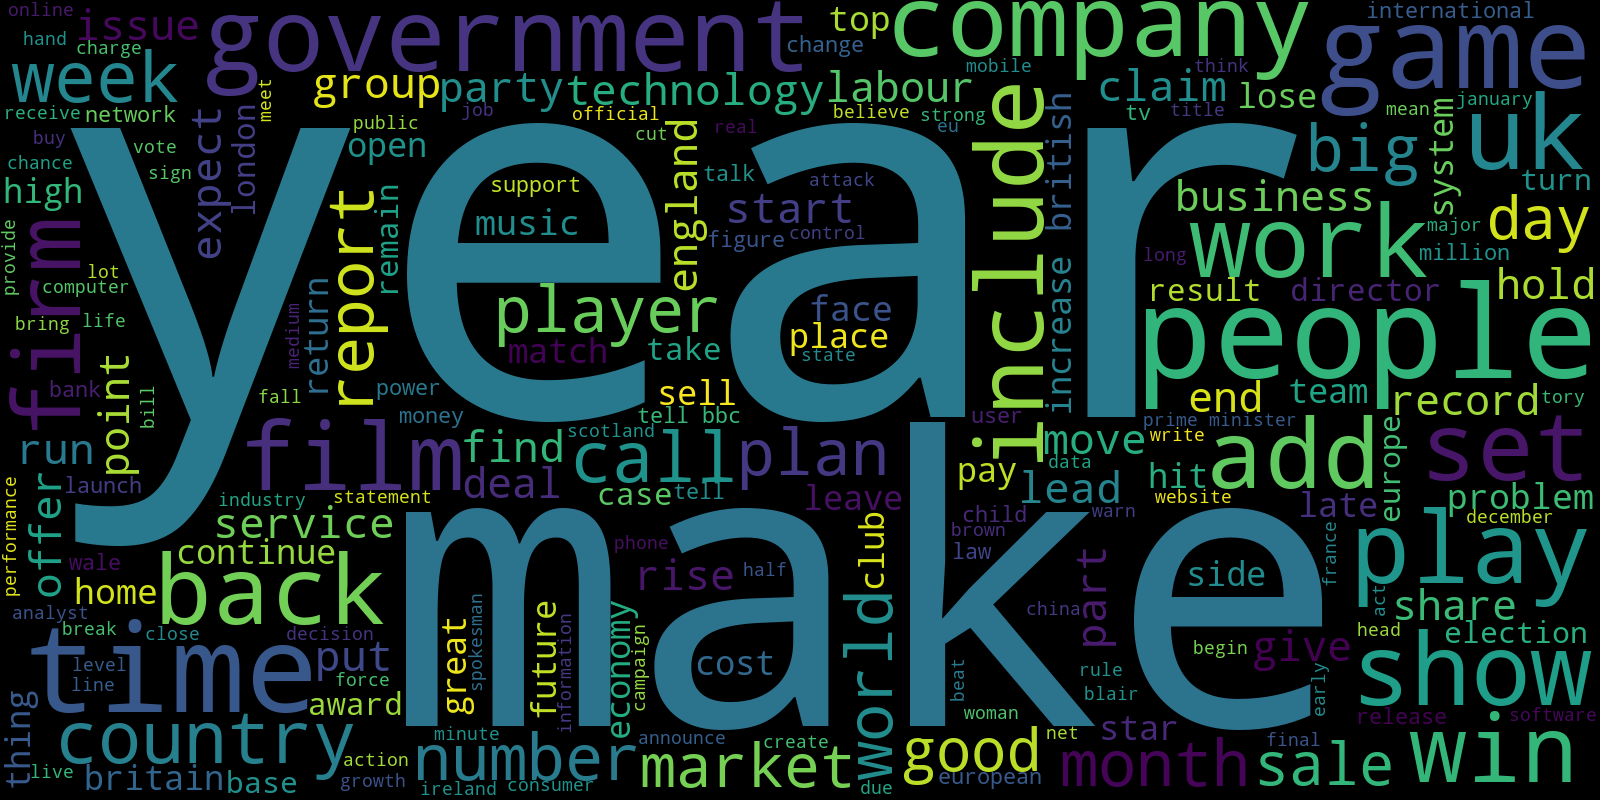 online
issue
government
top
company
international
game
hand
charge
change
week
group
party
technology
labour
mobile
claim
think
lose
tv
title
mean
january
uk
receive
network
meet
expect
london
public
job
official
believe
strong
cut
real
eu
include
british
big
system
turn
buy
vote
open
england
talk
attack
chance
sign
high
year
support
music
start
figure
control
business
work
day
major
million
long
provide
firm
report
remain
lot
computer
return
player
face
place
state
increase
result
director
hold
people
bring
life
medium
match
take
bank
point
bill
fall
power
money
sell
tell bbc
user
end
team
record
tory
prime minister
write
run
film
find
scotland
call
plan
move
data
add
set
europe
launch
deal
case
tell
leave
pay
lead
hit
website
late
problem
december
performance
offer
industry
statement
service
continue
make
club
child
brown
law
warn
part
france
play
wale
home
back
phone
rise
half
side
china
act
share
analyst
break
close
decision
great
spokesman
future
information
economy
campaign
cost
world
beat
rule
blair
begin
give
head
election
time
level
line
put
force
award
early
show
thing
country
number
minute
announce
create
woman
net
star
release
software
live
britain
base
action
growth
ireland
consumer
market
due
good
european
month
final
sale
win